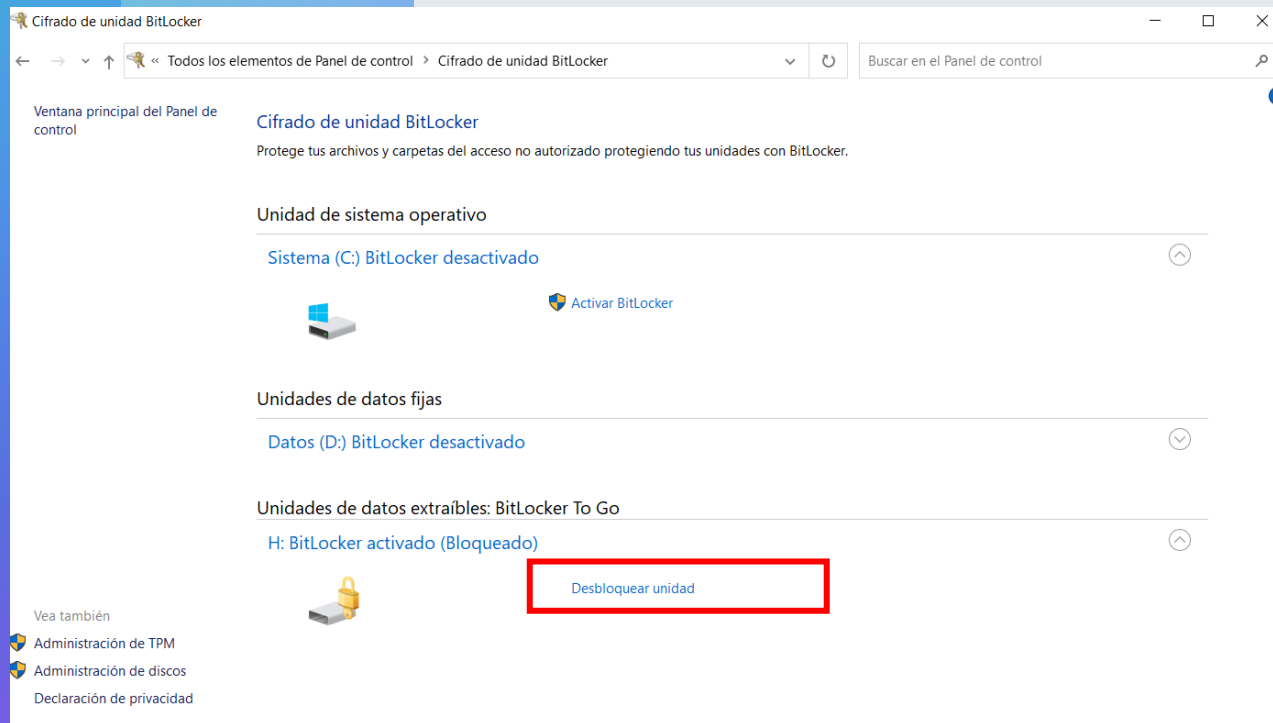 Cifrado de unidad BitLocker
« Todos los elementos de Panel de control > Cifrado de unidad BitLocker
Buscar en el Panel de control
Ventana principal del Panel de
control
Cifrado de unidad BitLocker
Protege tus archivos y carpetas del acceso no autorizado protegiendo tus unidades con BitLocker.
Unidad de sistema operativo
Sistema (C:) BitLocker desactivado
Activar BitLocker
Unidades de datos fijas
Datos (D:) BitLocker desactivado
Unidades de datos extraíbles: BitLocker To Go
H: BitLocker activado (Bloqueado)
Desbloquear unidad
Vea también
Administración de TPM
Administración de discos
Declaración de privacidad